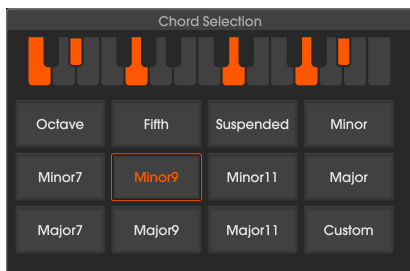 Chord Selection
Octave Fifth Suspended Minor
Minor7 Minor9 Minor11 Major
Major7 Major9 Major11 Custom